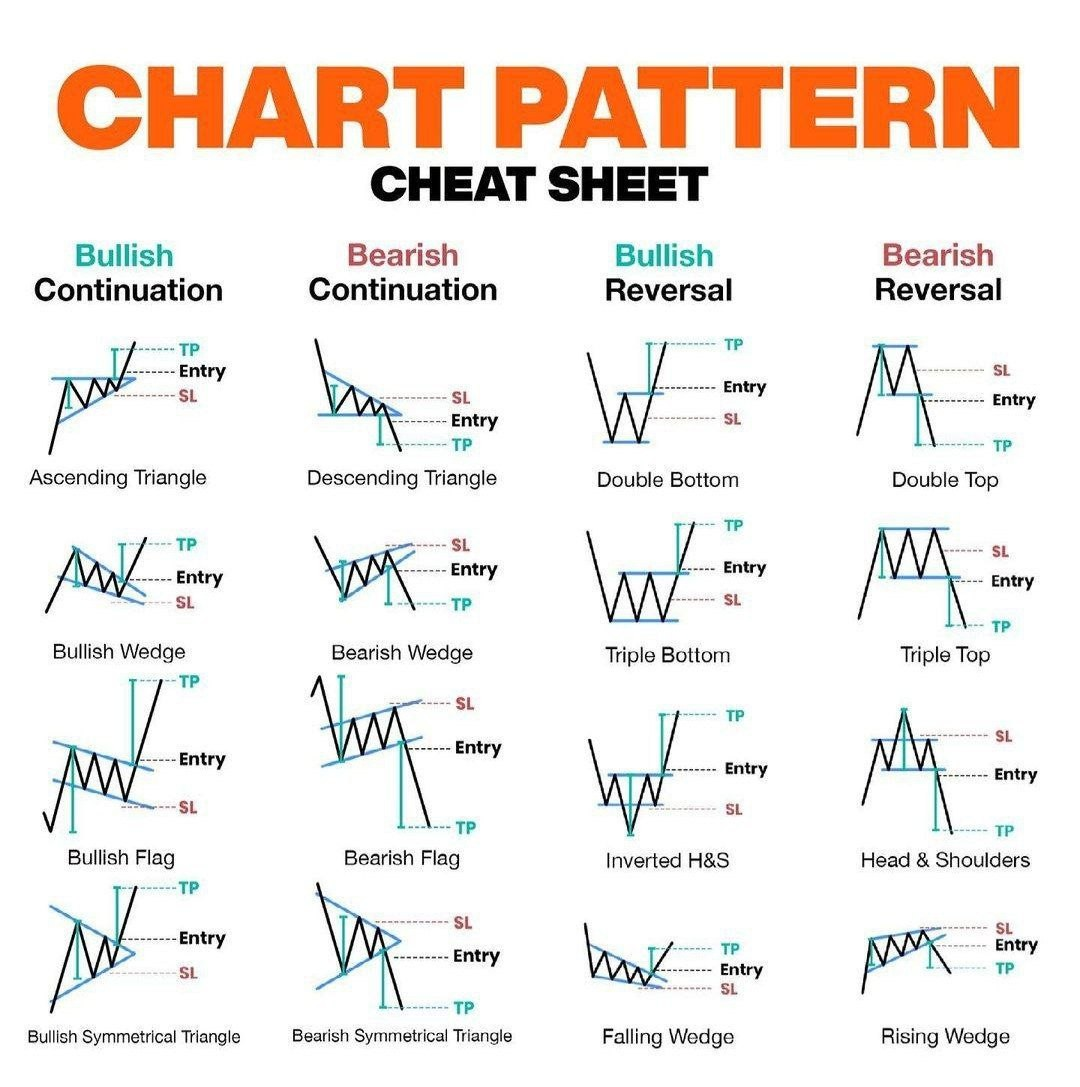 CHART PATTERN
CHEAT SHEET
Bullish
Continuation
Bearish
Continuation
Bullish
Reversal
Bearish
Reversal
TP
Entry
SL
Ascending Triangle
SL
Entry
TP
Descending Triangle
TP
Entry
SL
Double Bottom
SL
Entry
TP
Double Top
TP
Entry
SL
Bullish Wedge
SL
Entry
TP
Bearish Wedge
TP
Entry
SL
Triple Bottom
SL
Entry
TP
Triple Top
TP
Entry
SL
Bullish Flag
SL
Entry
TP
Bearish Flag
TP
Entry
SL
Inverted H&S
SL
Entry
TP
Head & Shoulders
TP
Entry
SL
Bullish Symmetrical Triangle
SL
Entry
TP
Bearish Symmetrical Triangle
TP
Entry
SL
Falling Wedge
SL
Entry
TP
Rising Wedge